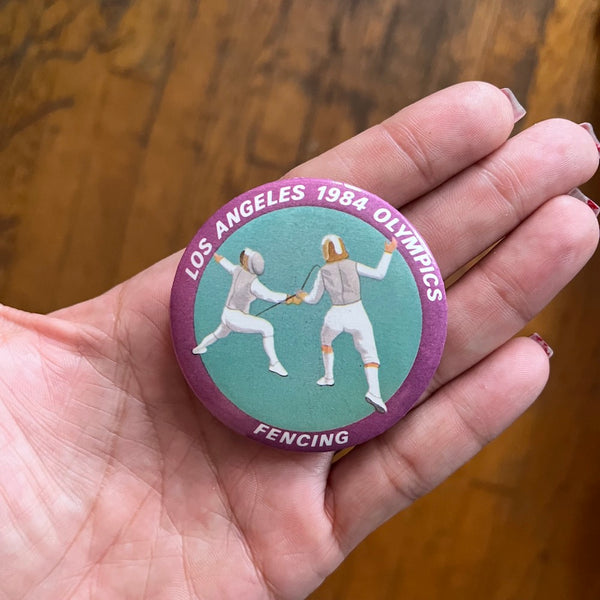 LOS ANGELES 1984 OLYMPICS
FENCING